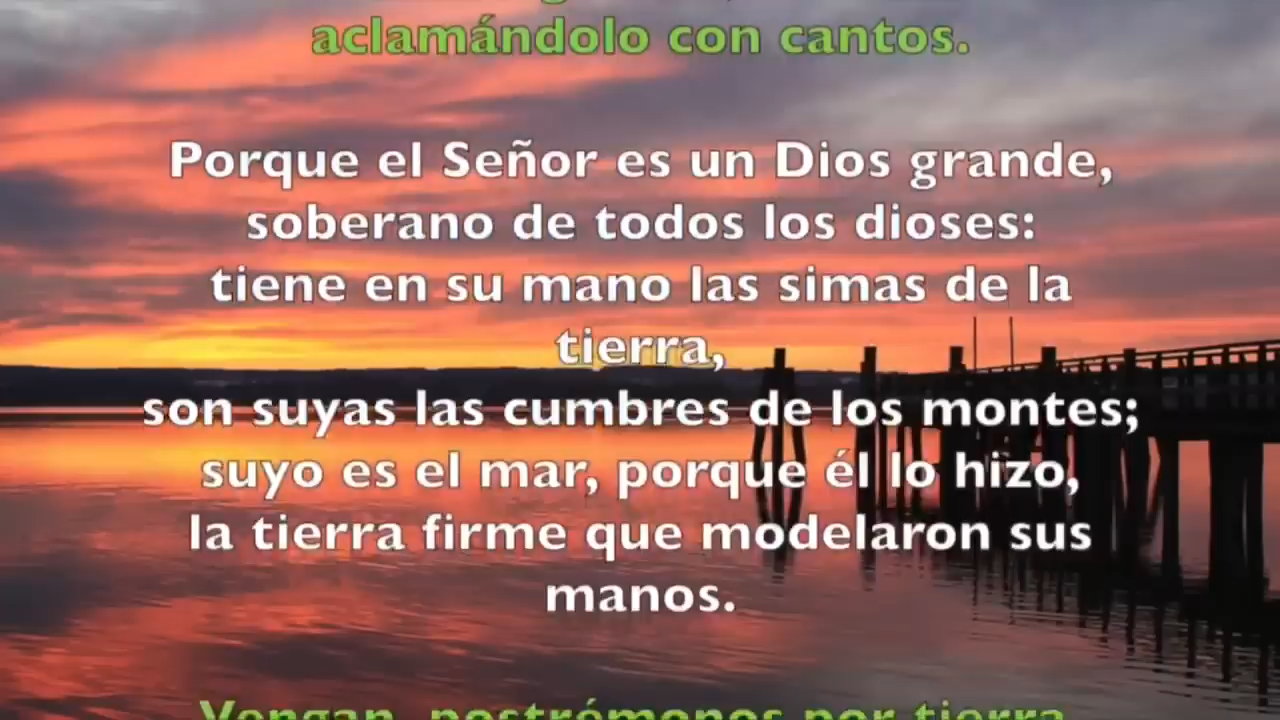 aclamándolo con cantos.
Porque el Señor es un Dios grande,
soberano de todos los dioses:
tiene en su mano las simas de la
tierra,
son suyas las cumbres de los montes;
suyo es el mar, porque él lo hizo,
la tierra firme que modelaron sus
manos.
Vengan, postrémonos por tierra